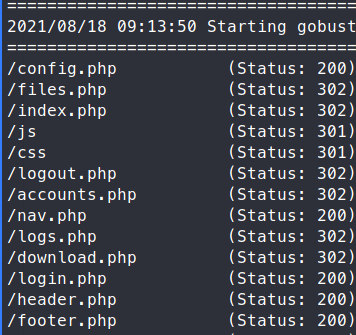 ==================================
2021/08/18 09:13:50 Starting gobust
==================================
/config.php (Status: 200)
/files.php (Status: 302)
/index.php (Status: 302)
/js (Status: 301)
/css (Status: 301)
/logout.php (Status: 302)
/accounts.php (Status: 302)
/nav.php (Status: 200)
/logs.php (Status: 302)
/download.php (Status: 302)
/login.php (Status: 200)
/header.php (Status: 200)
/footer.php (Status: 200)